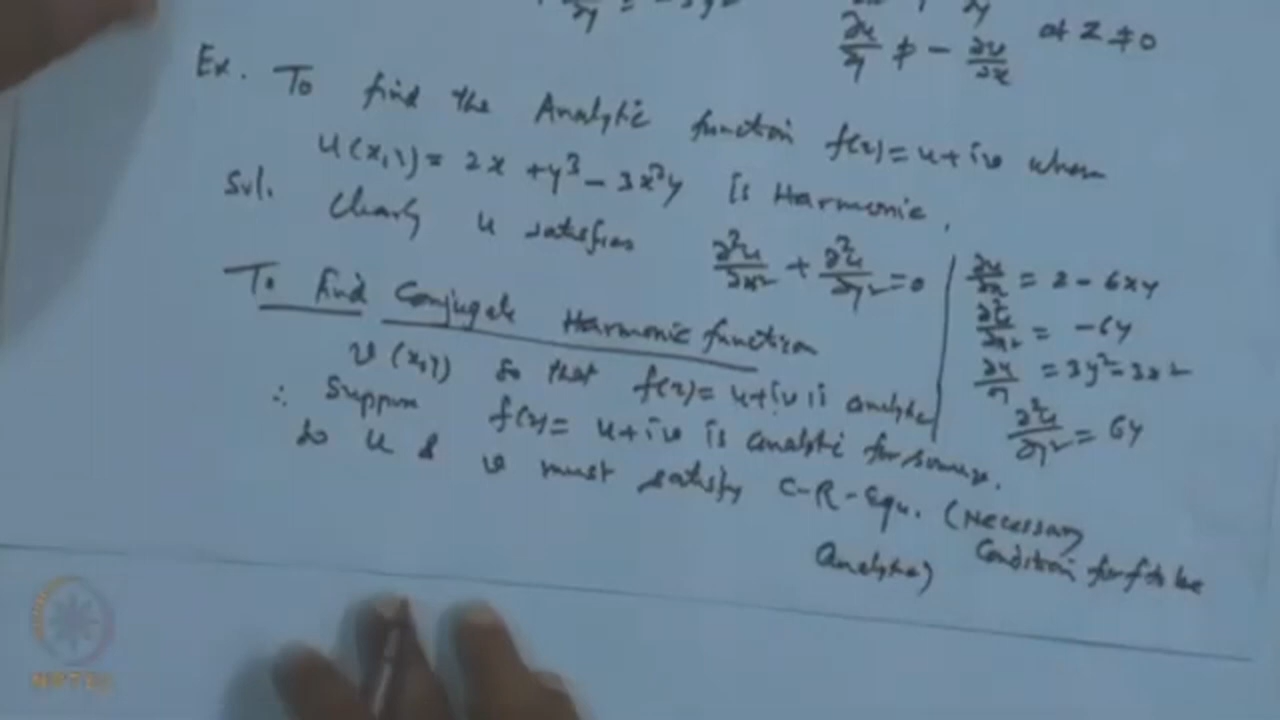 ∂y = -3y²
∂u/∂y ≠ - ∂v/∂x at z ≠ 0
Ex. To find the Analytic function f(z) = u + iv where
u(x,y) = 2x + y³ - 3x²y is Harmonic.
Sol. Clearly u satisfies ∂²u/∂x² + ∂²u/∂y² = 0
∂u/∂x = 2 - 6xy
∂²u/∂x² = -6y
∂u/∂y = 3y² - 3x²
∂²u/∂y² = 6y
To find Conjugate Harmonic function
v(x,y) so that f(z) = u + iv is analytic
∴ Suppose f(z) = u + iv is analytic for some v.
So u & v must satisfy C-R-Equ. (Necessary
Condition for f to be
analytic)
NPTEL